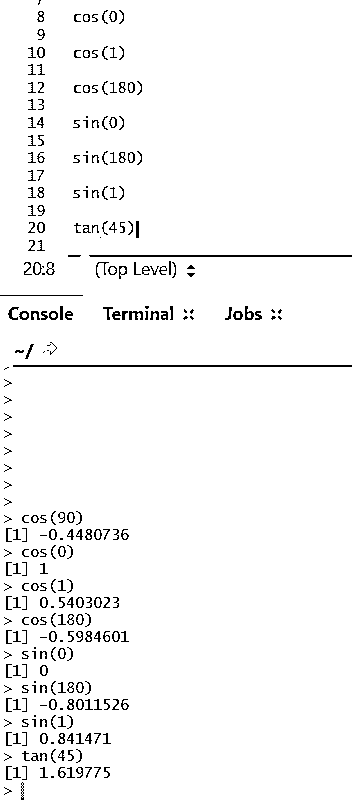 8 cos(0)
9
10 cos(1)
11
12 cos(180)
13
14 sin(0)
15
16 sin(180)
17
18 sin(1)
19
20 tan(45)
21
20:8 (Top Level)
Console Terminal Jobs
~/
>
>
>
>
>
>
>
>
> cos(90)
[1] -0.4480736
> cos(0)
[1] 1
> cos(1)
[1] 0.5403023
> cos(180)
[1] -0.5984601
> sin(0)
[1] 0
> sin(180)
[1] -0.8011526
> sin(1)
[1] 0.841471
> tan(45)
[1] 1.619775
>